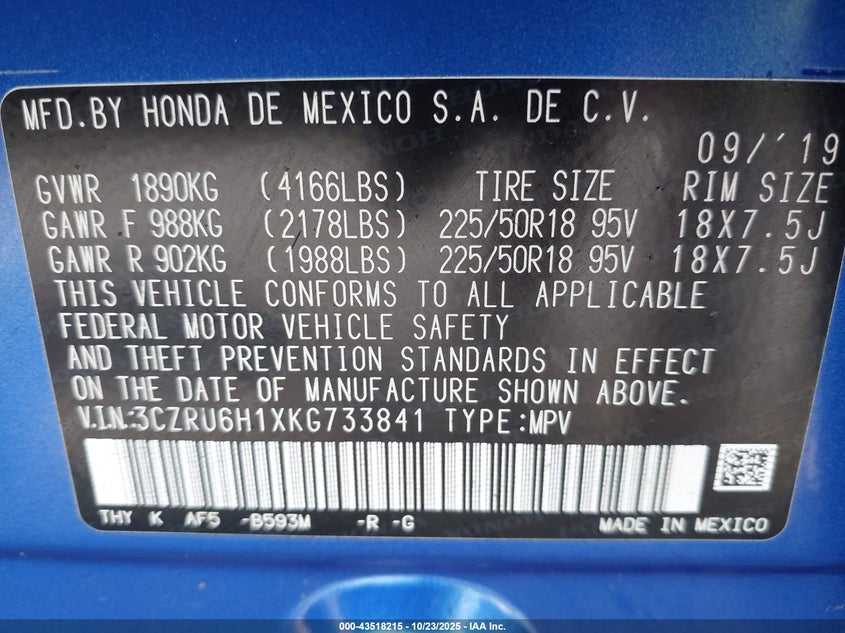 MFD.BY HONDA DE MEXICO S.A. DE C.V.
09/'19
GVWR 1890KG (4166LBS) TIRE SIZE RIM SIZE
GAWR F 988KG (2178LBS) 225/50R18 95V 18X7.5J
GAWR R 902KG (1988LBS) 225/50R18 95V 18X7.5J
THIS VEHICLE CONFORMS TO ALL APPLICABLE
FEDERAL MOTOR VEHICLE SAFETY
AND THEFT PREVENTION STANDARDS IN EFFECT
ON THE DATE OF MANUFACTURE SHOWN ABOVE.
V.I.N:3CZRU6H1XKG733841 TYPE:MPV
THY K AF5 -B593M -R -G MADE IN MEXICO
000-43518215 - 10/23/2025 - IAA Inc.